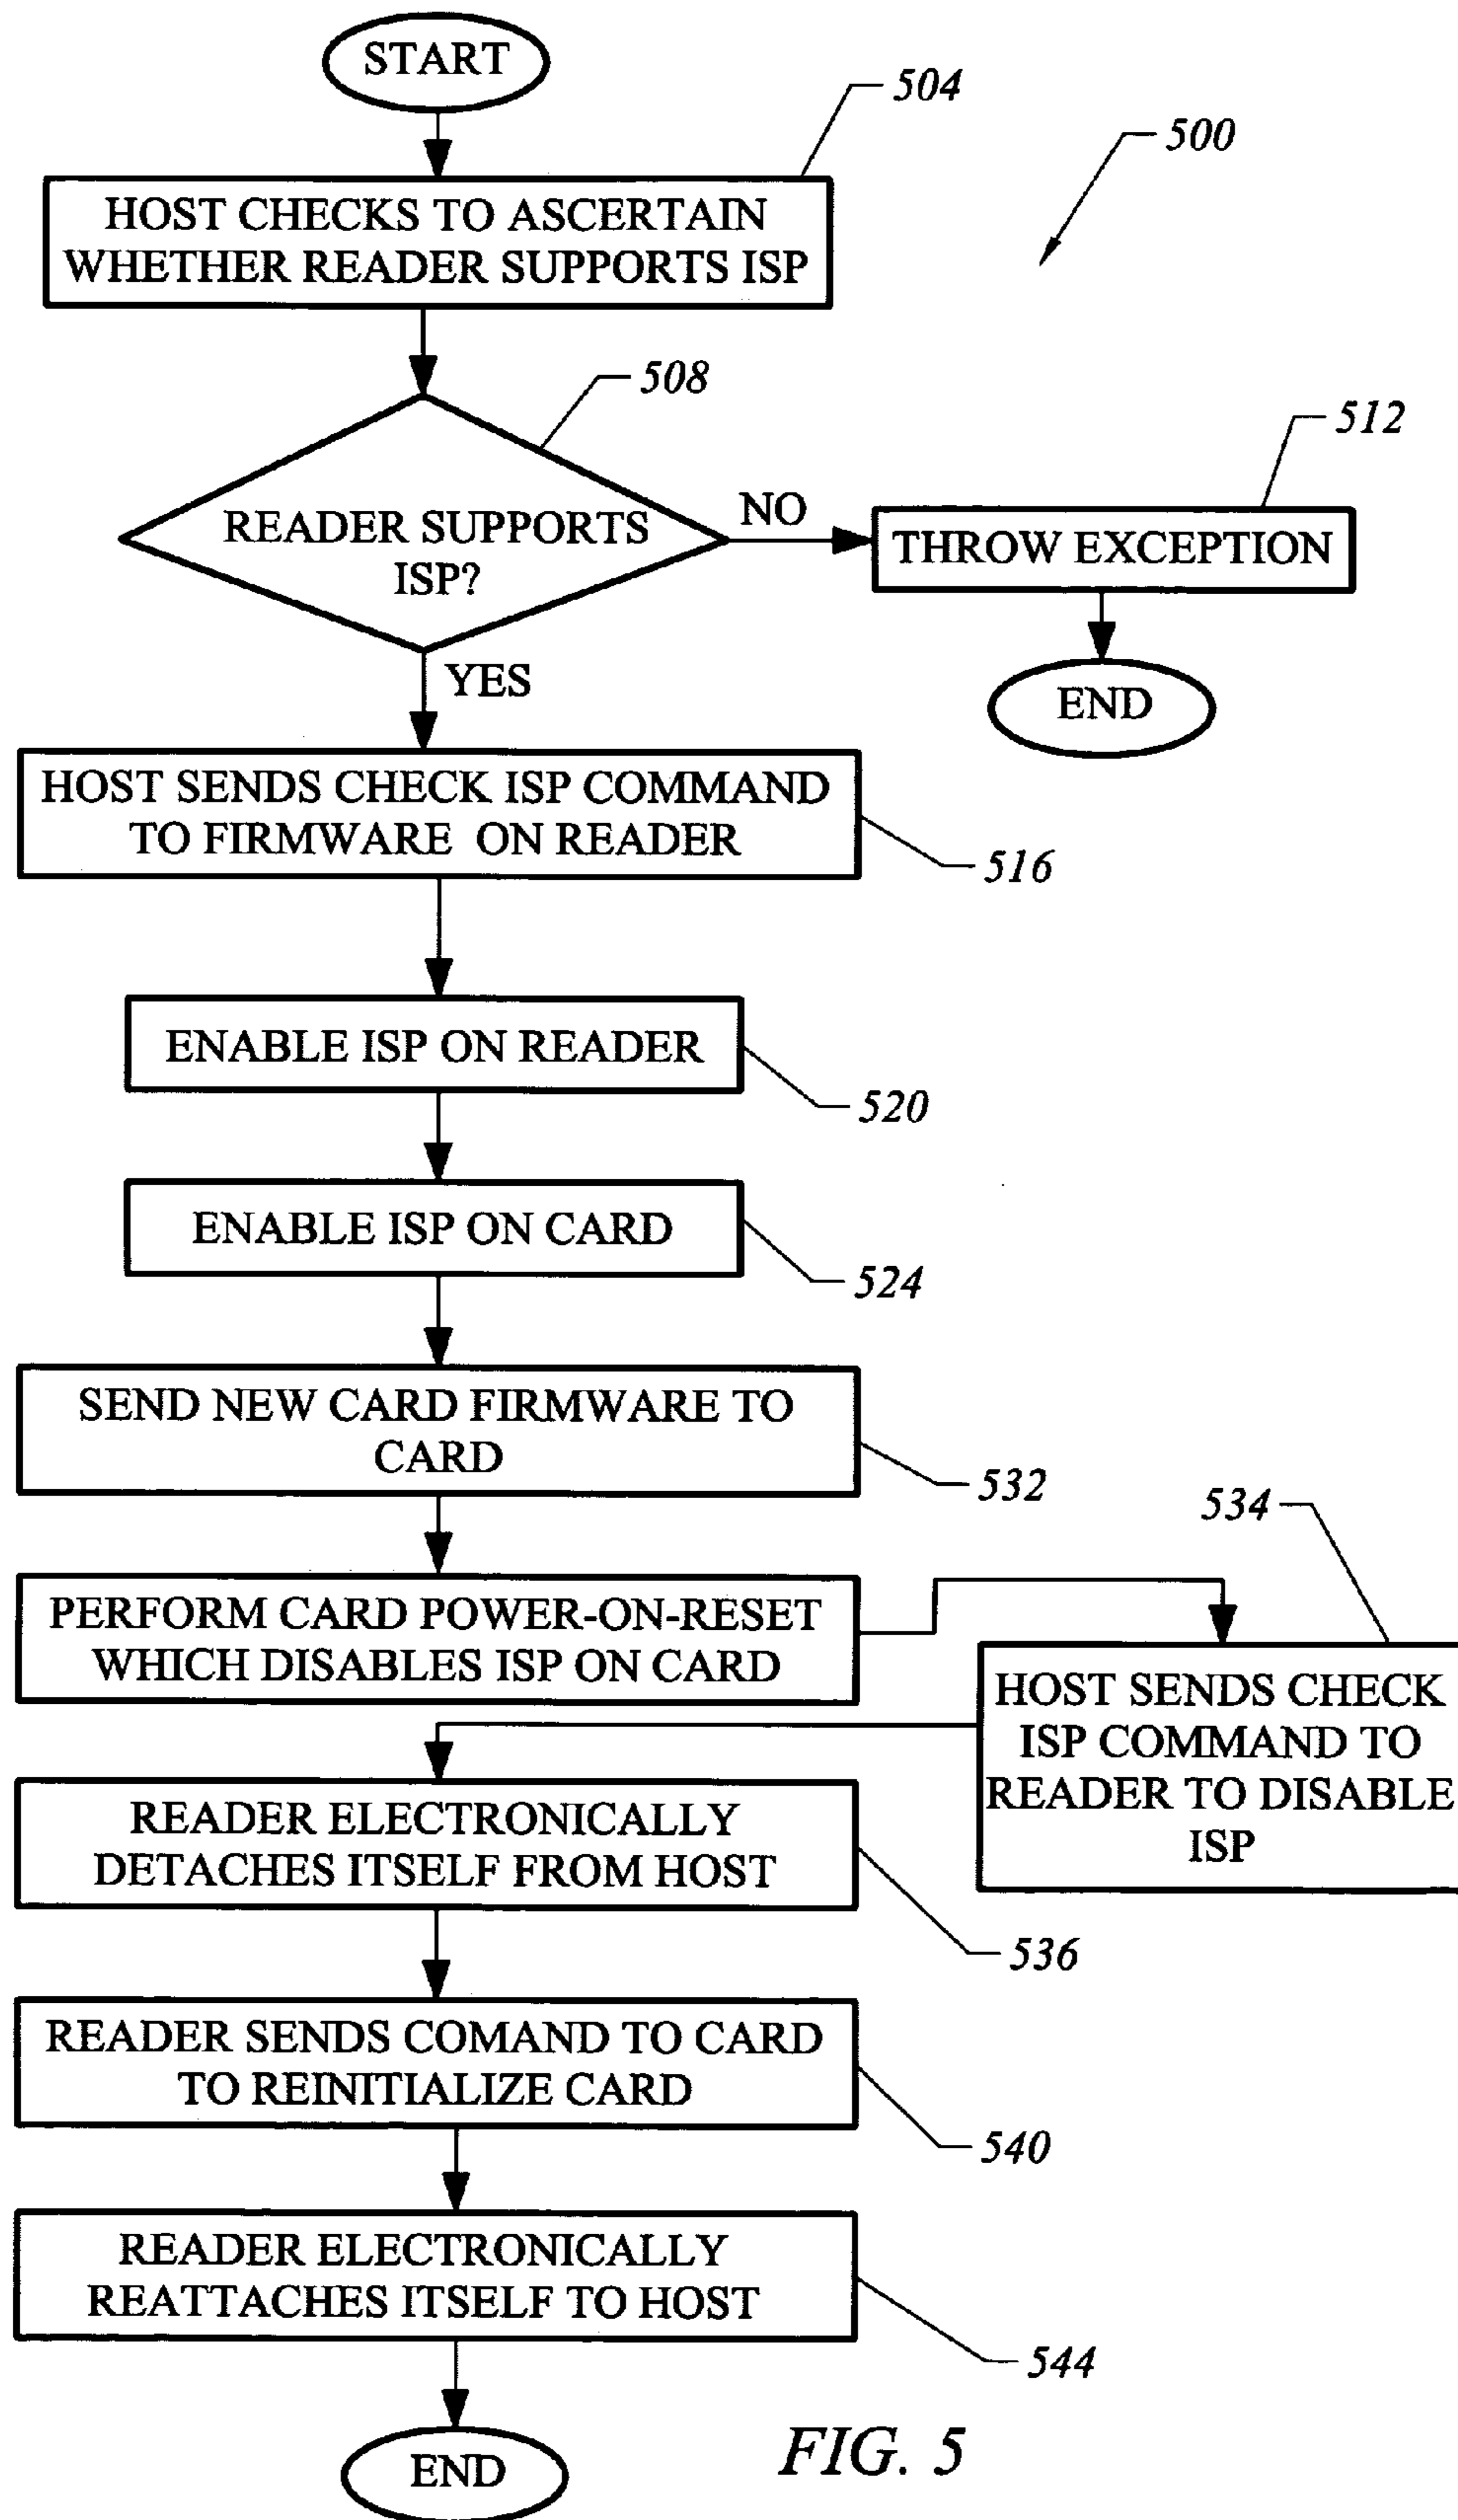 START
504
500
HOST CHECKS TO ASCERTAIN
WHETHER READER SUPPORTS ISP
508
512
READER SUPPORTS
ISP?
NO
THROW EXCEPTION
END
YES
HOST SENDS CHECK ISP COMMAND
TO FIRMWARE ON READER
516
ENABLE ISP ON READER
520
ENABLE ISP ON CARD
524
SEND NEW CARD FIRMWARE TO
CARD
532
534
PERFORM CARD POWER-ON-RESET
WHICH DISABLES ISP ON CARD
HOST SENDS CHECK
ISP COMMAND TO
READER TO DISABLE
ISP
READER ELECTRONICALLY
DETACHES ITSELF FROM HOST
536
READER SENDS COMAND TO CARD
TO REINITIALIZE CARD
540
READER ELECTRONICALLY
REATTACHES ITSELF TO HOST
544
END
FIG. 5